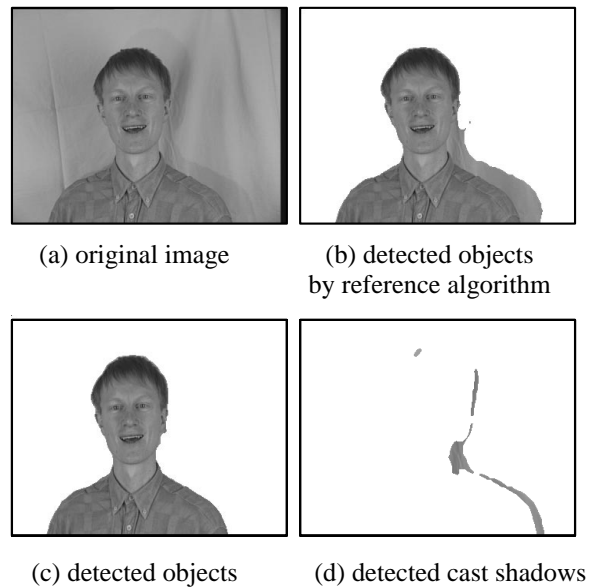 (a) original image
(b) detected objects
by reference algorithm
(c) detected objects
(d) detected cast shadows